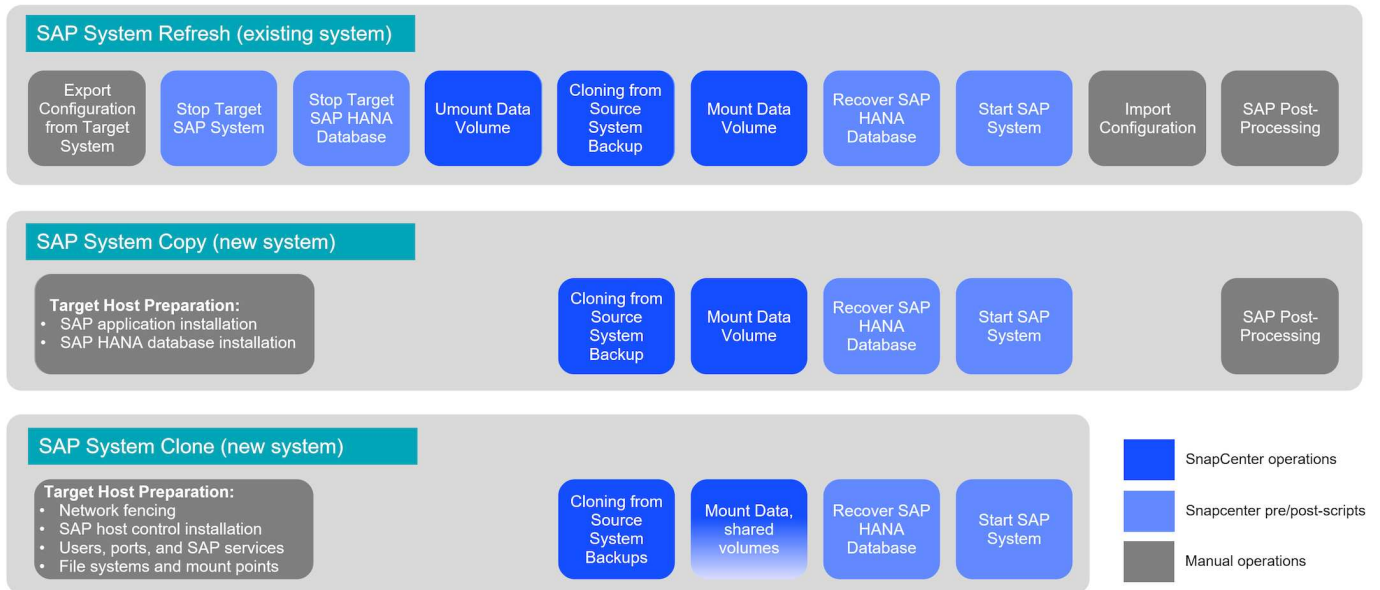 SAP System Refresh (existing system)
Export
Configuration
from Target
System
Stop Target
SAP System
Stop Target
SAP HANA
Database
Umount Data
Volume
Cloning from
Source
System
Backup
Mount Data
Volume
Recover SAP
HANA
Database
Start SAP
System
Import
Configuration
SAP Post-
Processing
SAP System Copy (new system)
Target Host Preparation:
• SAP application installation
• SAP HANA database installation
Cloning from
Source
System
Backup
Mount Data
Volume
Recover SAP
HANA
Database
Start SAP
System
SAP Post-
Processing
SAP System Clone (new system)
Target Host Preparation:
• Network fencing
• SAP host control installation
• Users, ports, and SAP services
• File systems and mount points
Cloning from
Source
System
Backups
Mount Data,
shared
volumes
Recover SAP
HANA
Database
Start SAP
System
SnapCenter operations
Snapcenter pre/post-scripts
Manual operations